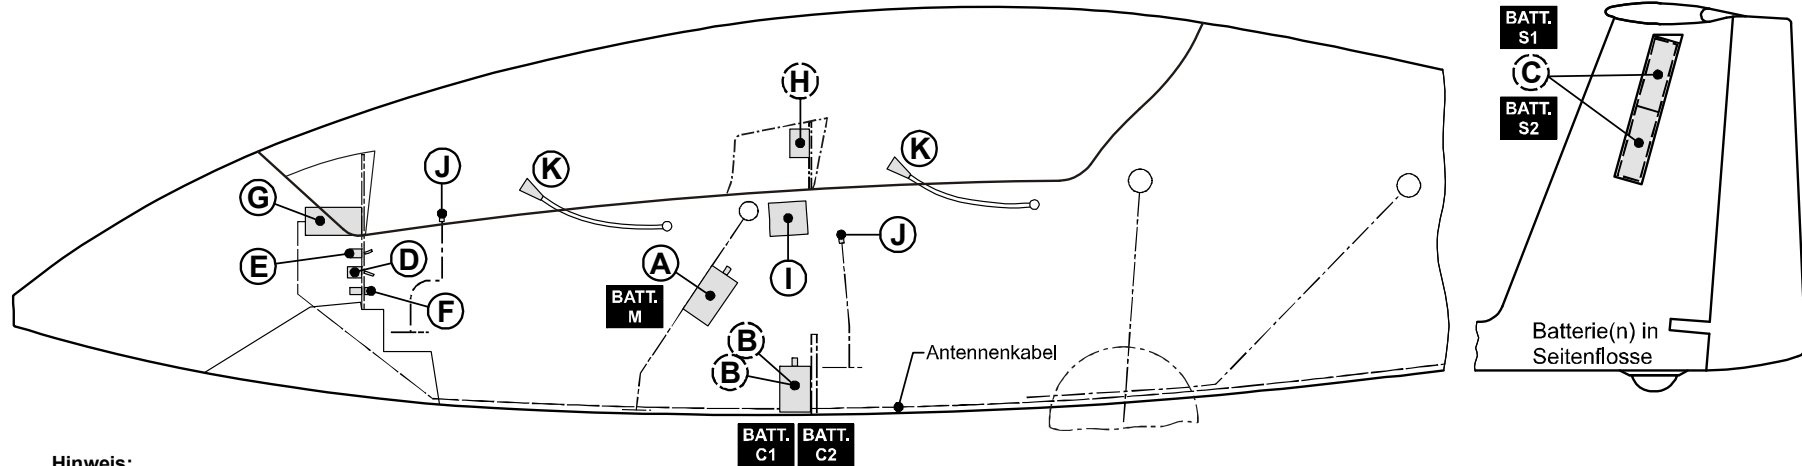 BATT.
S1
H
C
J
K
K
BATT.
S2
G
J
E
D
A
I
F
BATT.
M
B
B
Antennenkabel
Batterie(n) in
Seitenflosse
BATT.
C1
BATT.
C2
Hinweis: